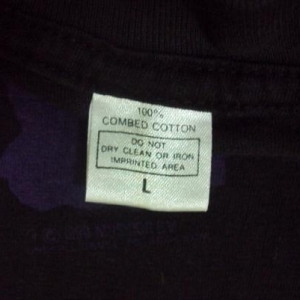 100%
COMBED COTTON
DO NOT
DRY CLEAN OR IRON
IMPRINTED AREA
L